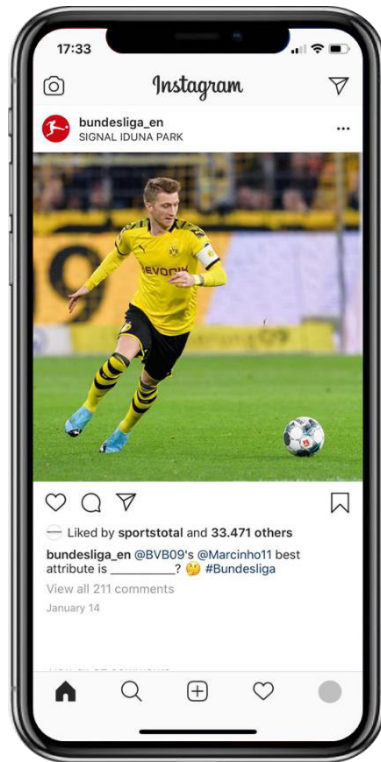 17:33
Instagram
bundesliga_en
SIGNAL IDUNA PARK
09
EVONIK
Liked by sportstotal and 33.471 others
bundesliga_en @BVB09's @Marcinho11 best
attribute is __________? 🤔 #Bundesliga
View all 211 comments
January 14